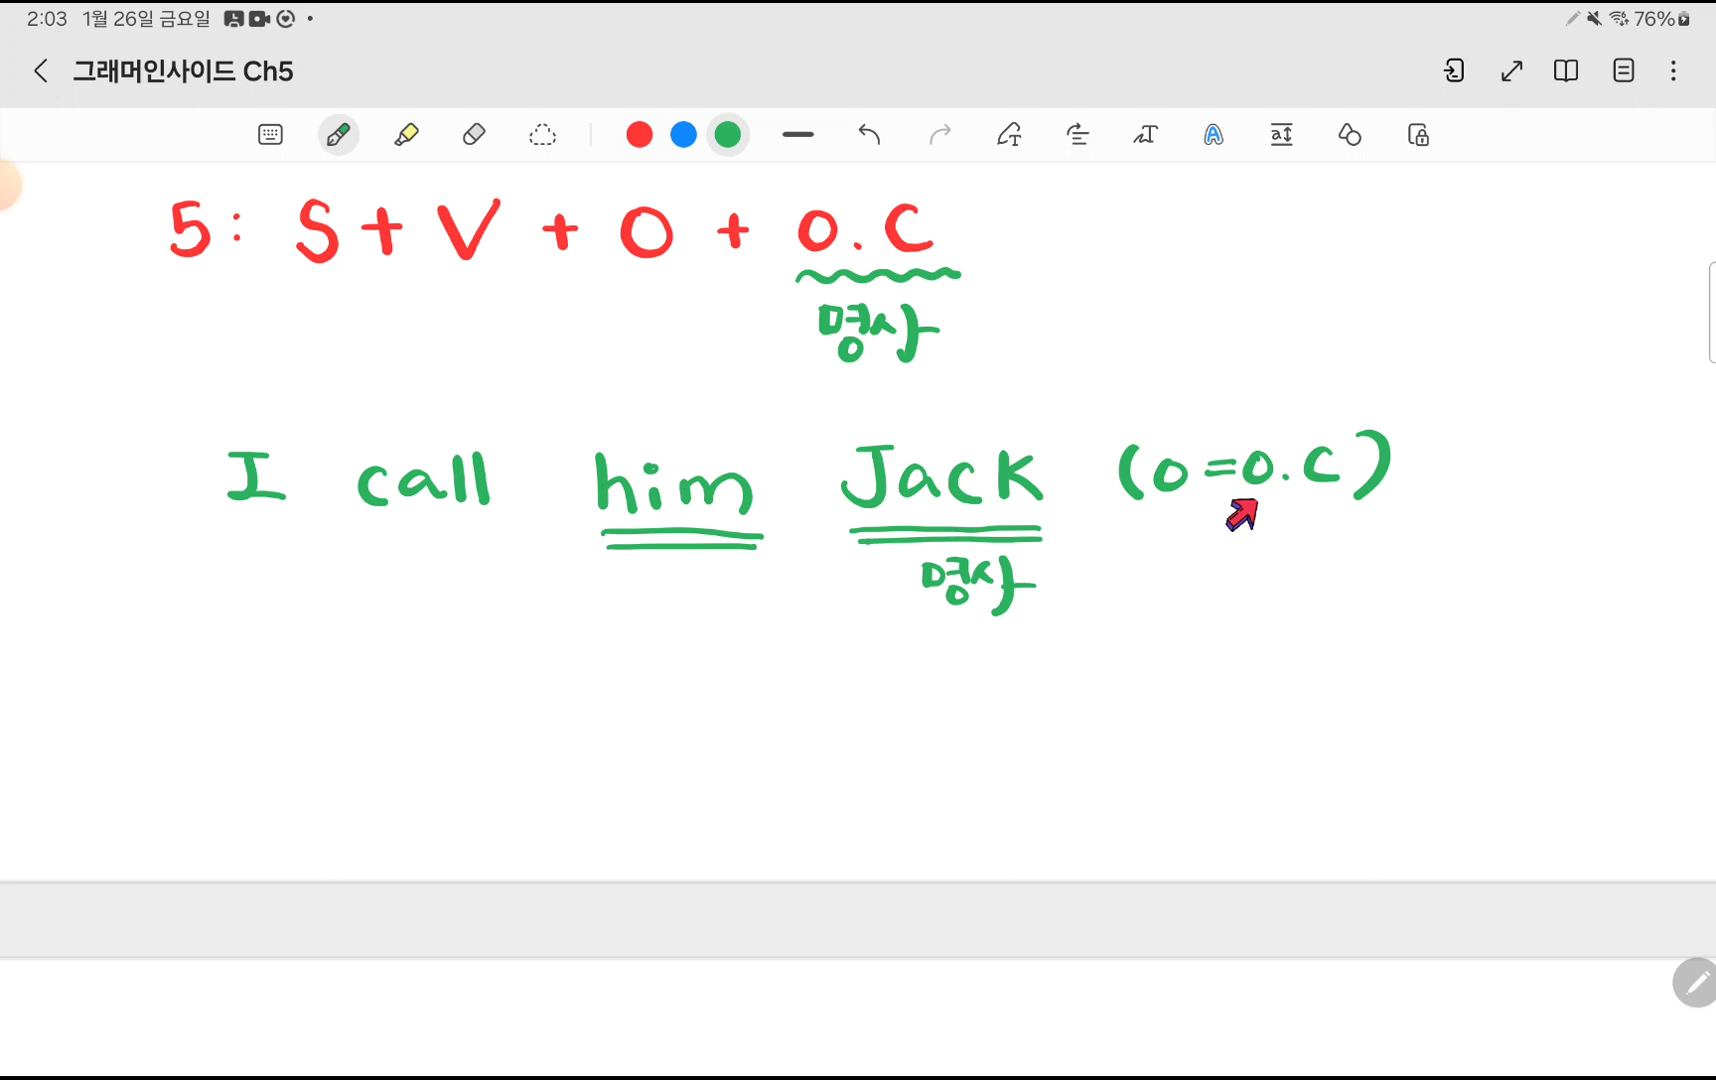 2:03 1월 26일 금요일 76%
그래머인사이드 Ch5
5: S + V + O + O.C
명사
I call him Jack (O=O.C)
명사